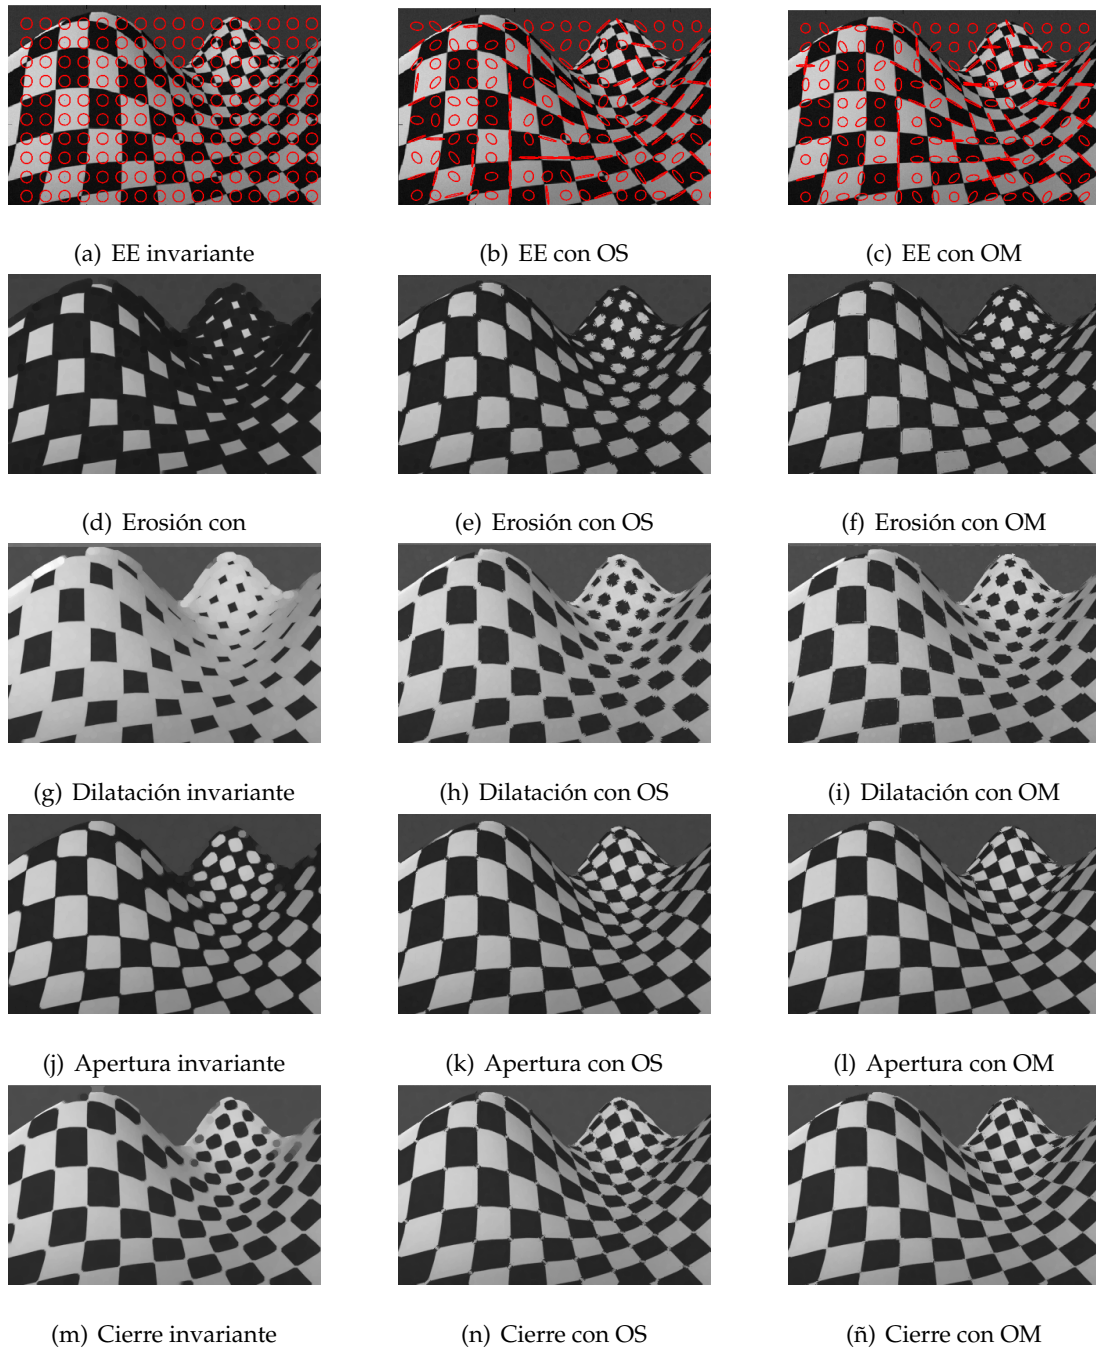 (a) EE invariante
(b) EE con OS
(c) EE con OM
(d) Erosión con
(e) Erosión con OS
(f) Erosión con OM
(g) Dilatación invariante
(h) Dilatación con OS
(i) Dilatación con OM
(j) Apertura invariante
(k) Apertura con OS
(l) Apertura con OM
(m) Cierre invariante
(n) Cierre con OS
(ñ) Cierre con OM